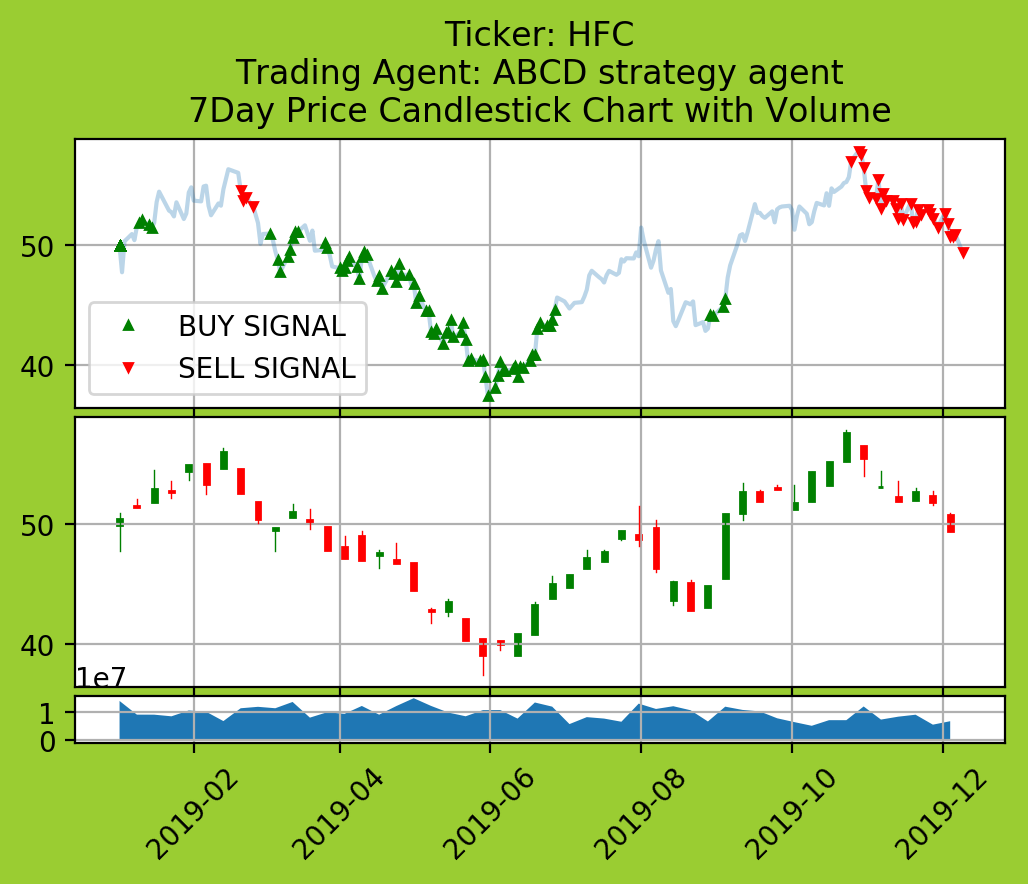 Ticker: HFC
Trading Agent: ABCD strategy agent
7Day Price Candlestick Chart with Volume
50
40
BUY SIGNAL
SELL SIGNAL
50
40
1e7
1
0
2019-02
2019-04
2019-06
2019-08
2019-10
2019-12